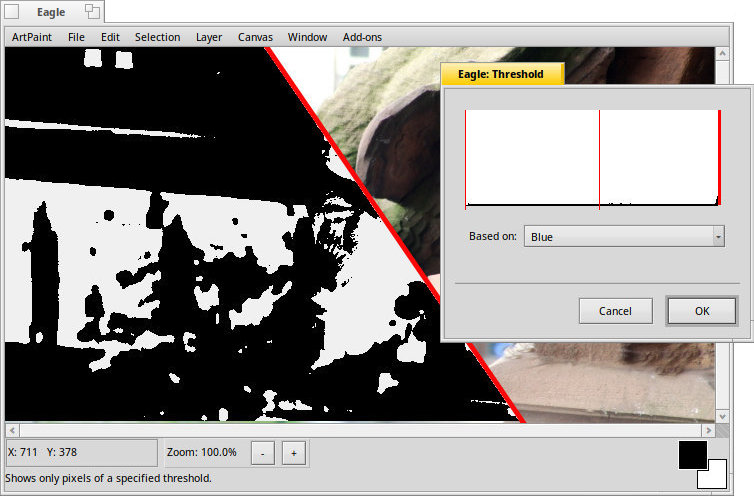 Eagle
ArtPaint File Edit Selection Layer Canvas Window Add-ons
Eagle: Threshold
Based on: Blue
Cancel OK
X: 711 Y: 378 Zoom: 100.0% - +
Shows only pixels of a specified threshold.